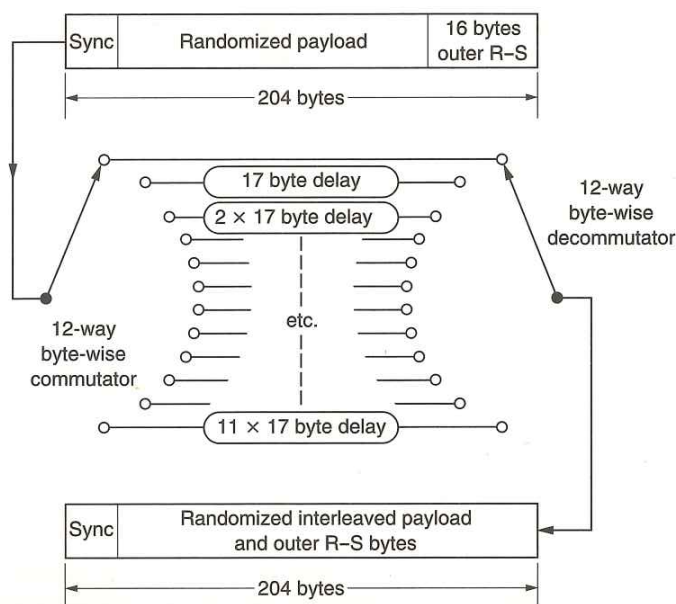 Sync
Randomized payload
16 bytes
outer R–S
204 bytes
17 byte delay
2 × 17 byte delay
12-way
byte-wise
decommutator
etc.
12-way
byte-wise
commutator
11 × 17 byte delay
Sync
Randomized interleaved payload
and outer R–S bytes
204 bytes